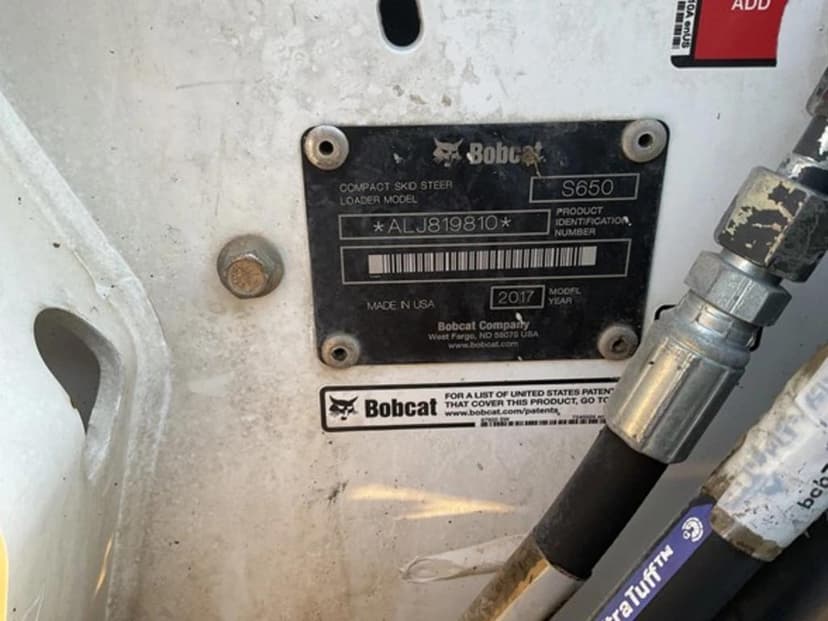 ADD
Bobcat
COMPACT SKID STEER
LOADER MODEL
S650
*ALJ819810*
PRODUCT
IDENTIFICATION
NUMBER
MADE IN USA
2017
MODEL
YEAR
Bobcat Company
West Fargo, ND 58078 USA
www.bobcat.com
Bobcat
FOR A LIST OF UNITED STATES PATEN
THAT COVER THIS PRODUCT, GO TO
www.bobcat.com/patents
traTuff™